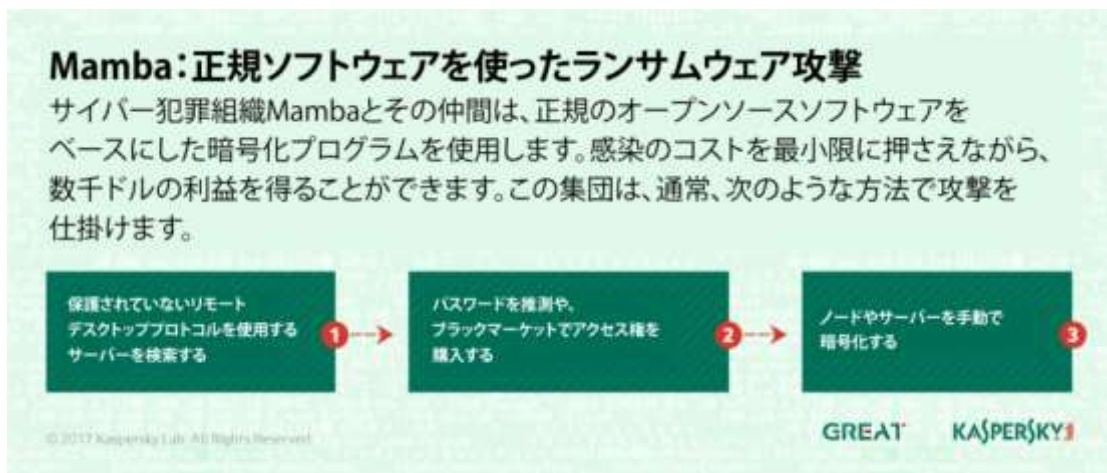 Mamba：正規ソフトウェアを使ったランサムウェア攻撃
サイバー犯罪組織Mambaとその仲間は、正規のオープンソースソフトウェアを
ベースにした暗号化プログラムを使用します。感染のコストを最小限に押さえながら、
数千ドルの利益を得ることができます。この集団は、通常、次のような方法で攻撃を
仕掛けます。
保護されていないリモート
デスクトッププロトコルを使用する
サーバーを検索する
1
パスワードを推測や、
ブラックマーケットでアクセス権を
購入する
2
ノードやサーバーを手動で
暗号化する
3
© 2017 Kaspersky Lab. All Rights Reserved.
GREAT
KASPERSKY